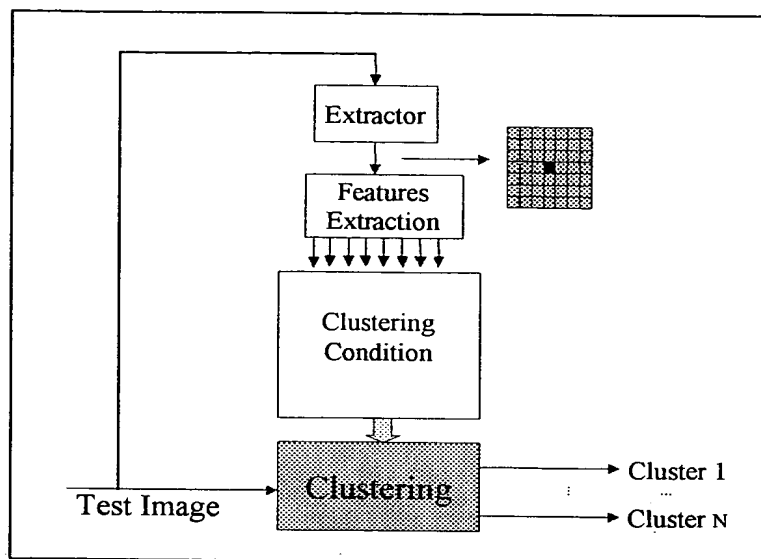 Extractor
Features
Extraction
Clustering
Condition
Clustering
Test Image
Cluster 1
...
...
Cluster N